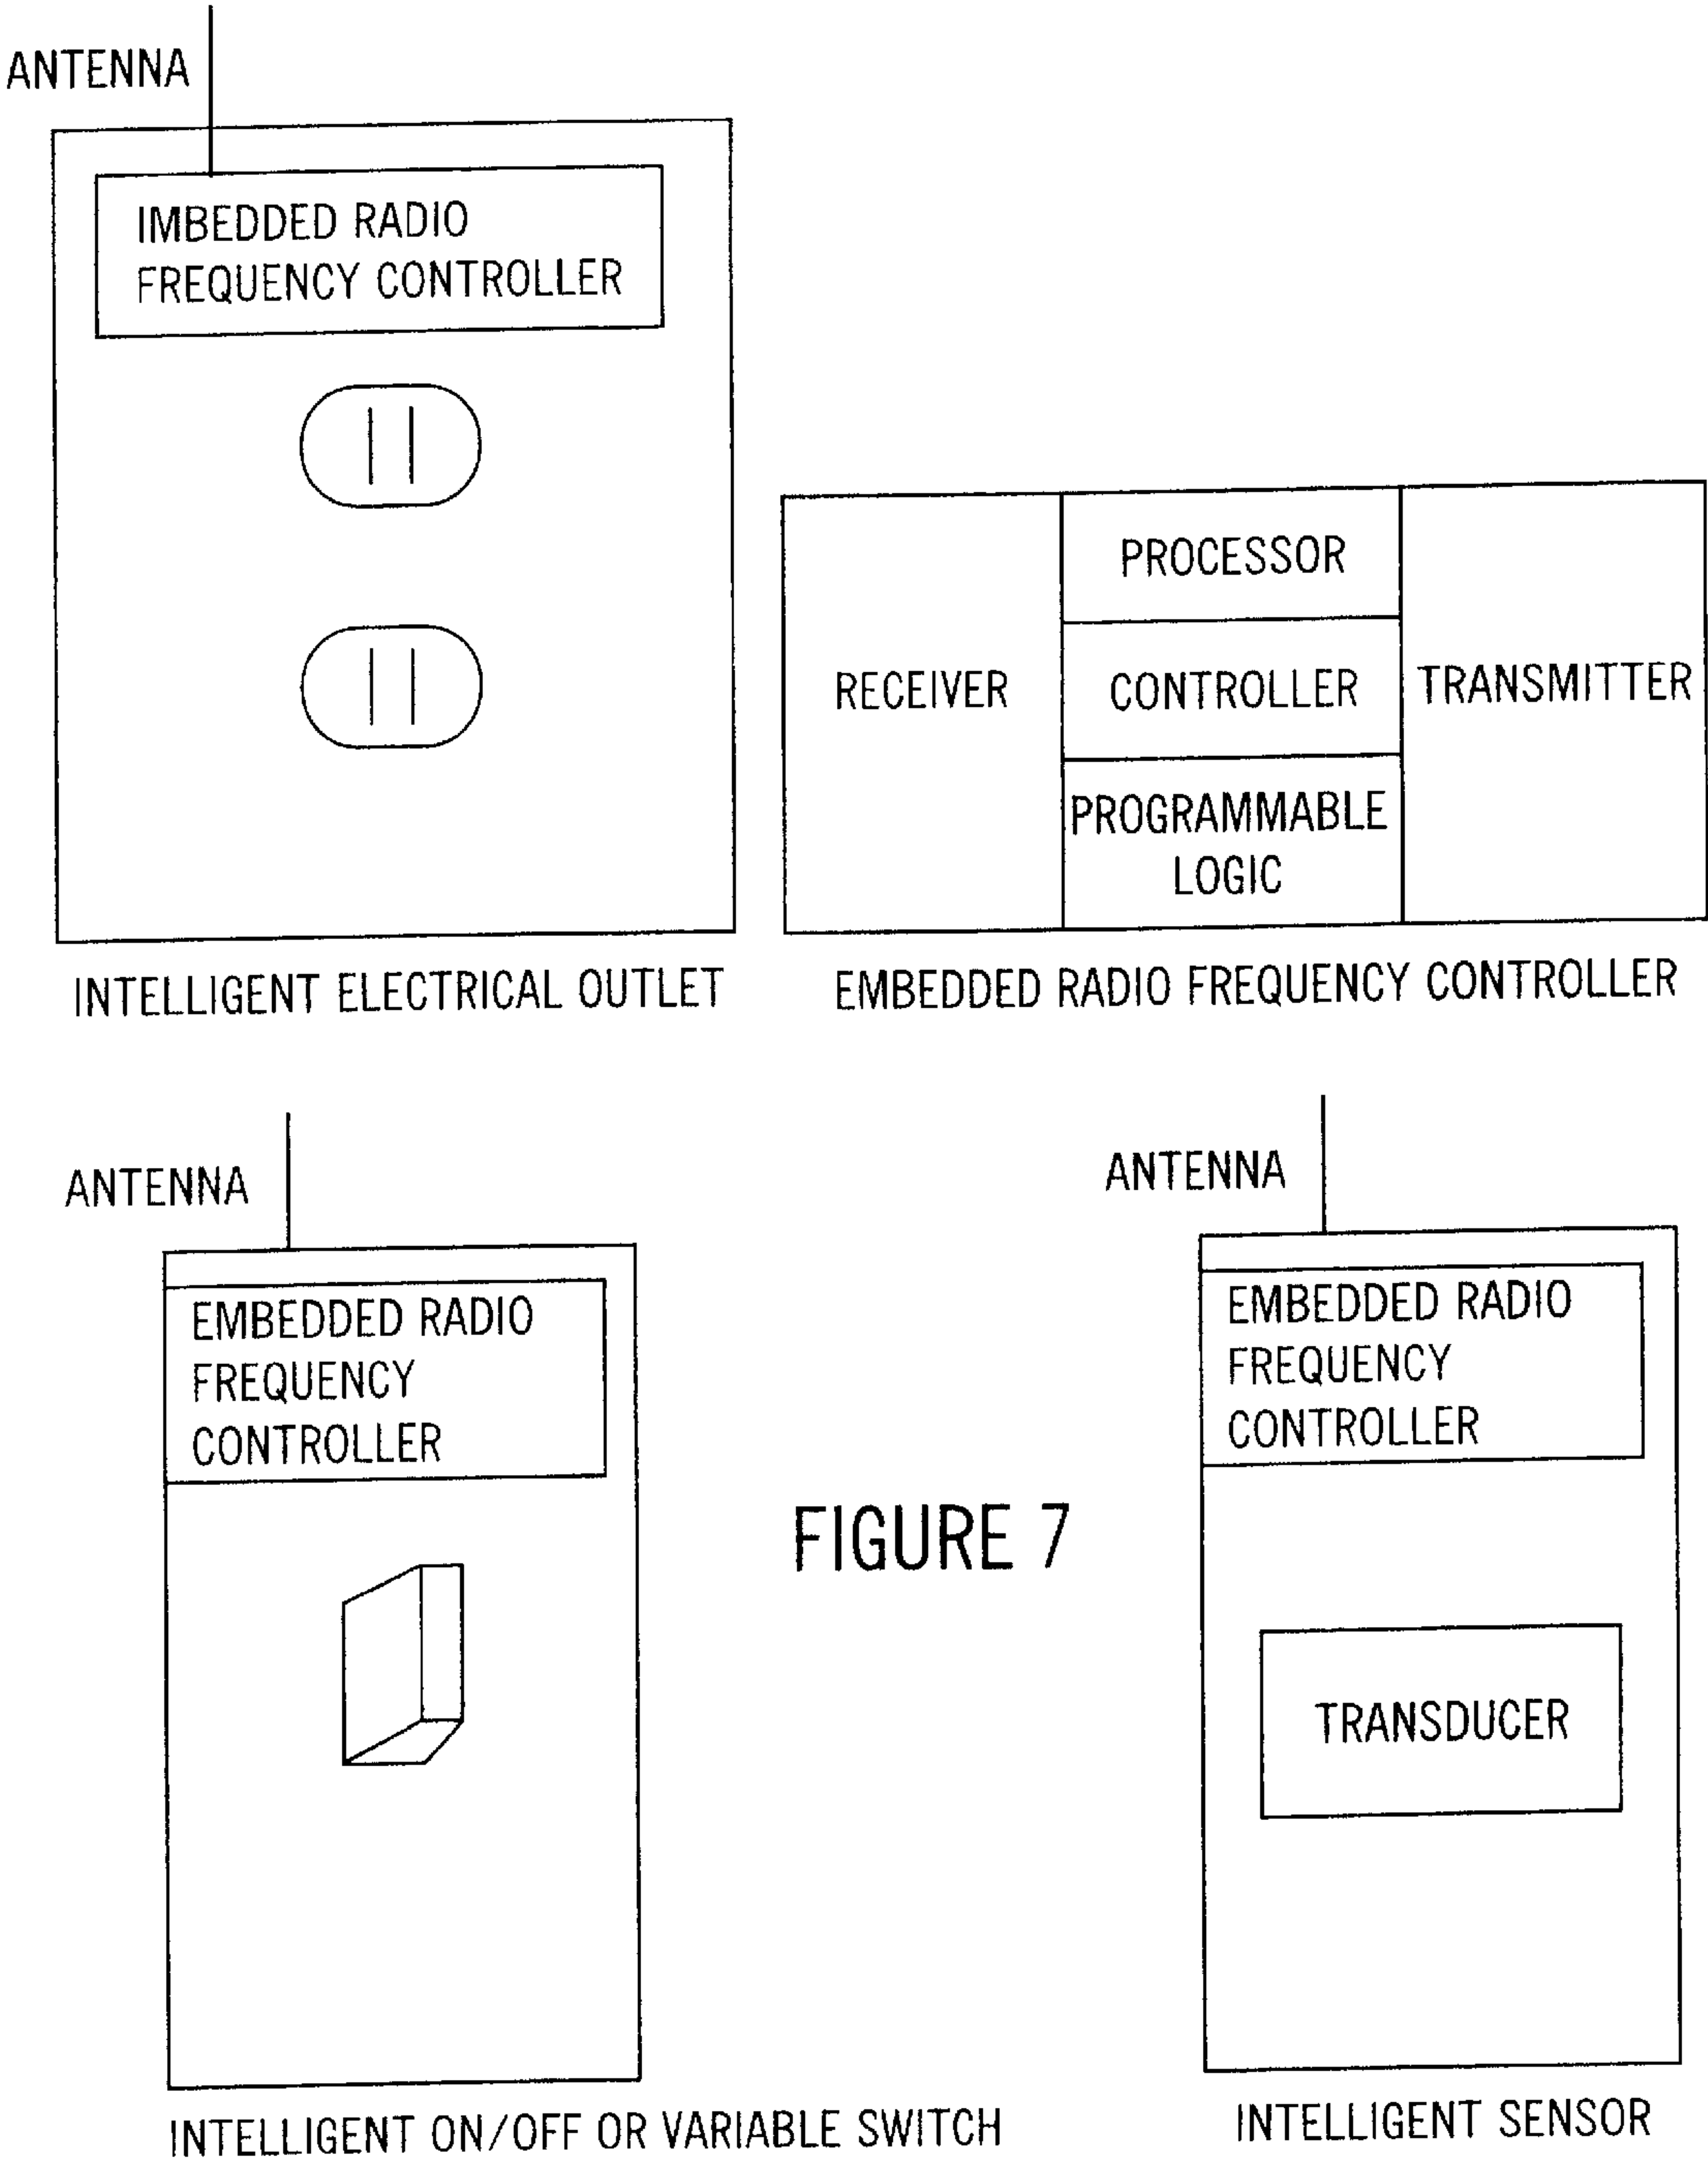 ANTENNA
IMBEDDED RADIO
FREQUENCY CONTROLLER
INTELLIGENT ELECTRICAL OUTLET
RECEIVER
PROCESSOR
CONTROLLER
PROGRAMMABLE
LOGIC
TRANSMITTER
EMBEDDED RADIO FREQUENCY CONTROLLER
ANTENNA
EMBEDDED RADIO
FREQUENCY
CONTROLLER
INTELLIGENT ON/OFF OR VARIABLE SWITCH
FIGURE 7
ANTENNA
EMBEDDED RADIO
FREQUENCY
CONTROLLER
TRANSDUCER
INTELLIGENT SENSOR